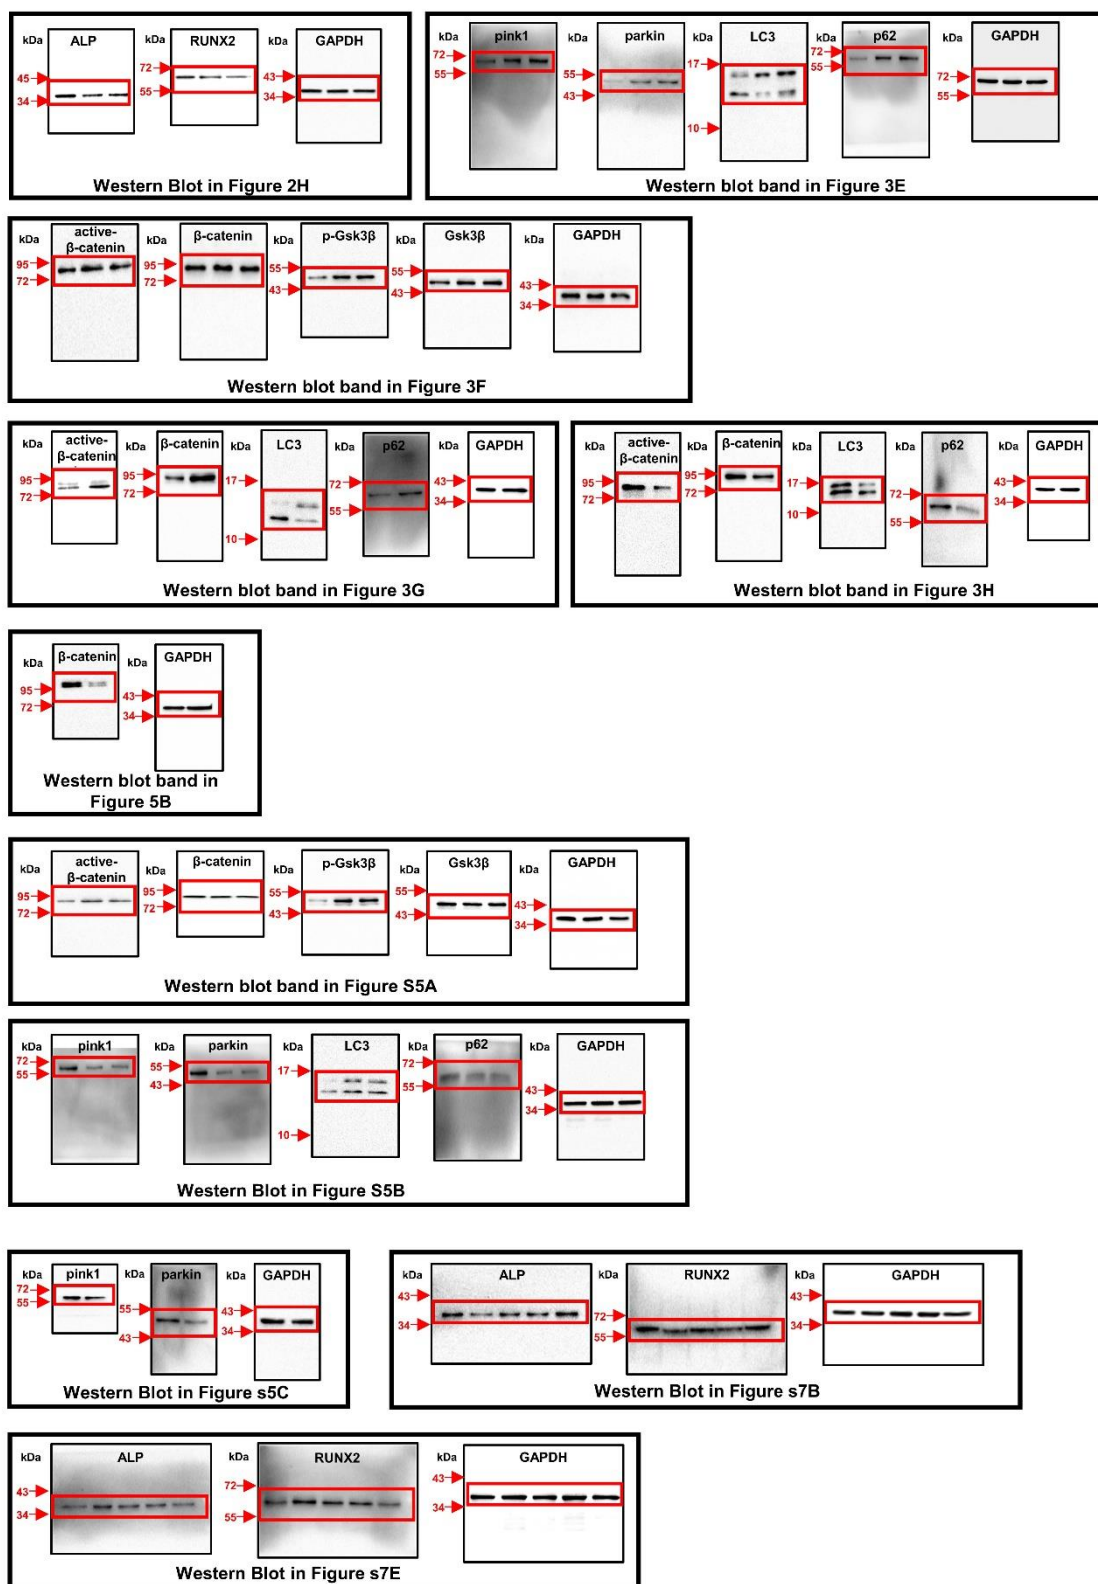 kDa ALP kDa RUNX2 kDa GAPDH
45 34
72 55
43 34
Western Blot in Figure 2H
kDa pink1 kDa parkin kDa LC3 kDa p62 kDa GAPDH
72 55
55 43
17 10
72 55
72 55
Western blot band in Figure 3E
kDa active-β-catenin kDa β-catenin kDa p-Gsk3β kDa Gsk3β kDa GAPDH
95 72
95 72
55 43
55 43
43 34
Western blot band in Figure 3F
kDa active-β-catenin kDa β-catenin kDa LC3 kDa p62 kDa GAPDH
95 72
95 72
17 10
72 55
43 34
Western blot band in Figure 3G
kDa active-β-catenin kDa β-catenin kDa LC3 kDa p62 kDa GAPDH
95 72
95 72
17 10
72 55
43 34
Western blot band in Figure 3H
kDa β-catenin kDa GAPDH
95 72
43 34
Western blot band in
Figure 5B
kDa active-β-catenin kDa β-catenin kDa p-Gsk3β kDa Gsk3β kDa GAPDH
95 72
95 72
55 43
55 43
43 34
Western blot band in Figure S5A
kDa pink1 kDa parkin kDa LC3 kDa p62 kDa GAPDH
72 55
55 43
17 10
72 55
43 34
Western Blot in Figure S5B
kDa pink1 kDa parkin kDa GAPDH
72 55
55 43
43 34
Western Blot in Figure s5C
kDa ALP kDa RUNX2 kDa GAPDH
43 34
72 55
43 34
Western Blot in Figure s7B
kDa ALP kDa RUNX2 kDa GAPDH
43 34
72 55
43 34
Western Blot in Figure s7E